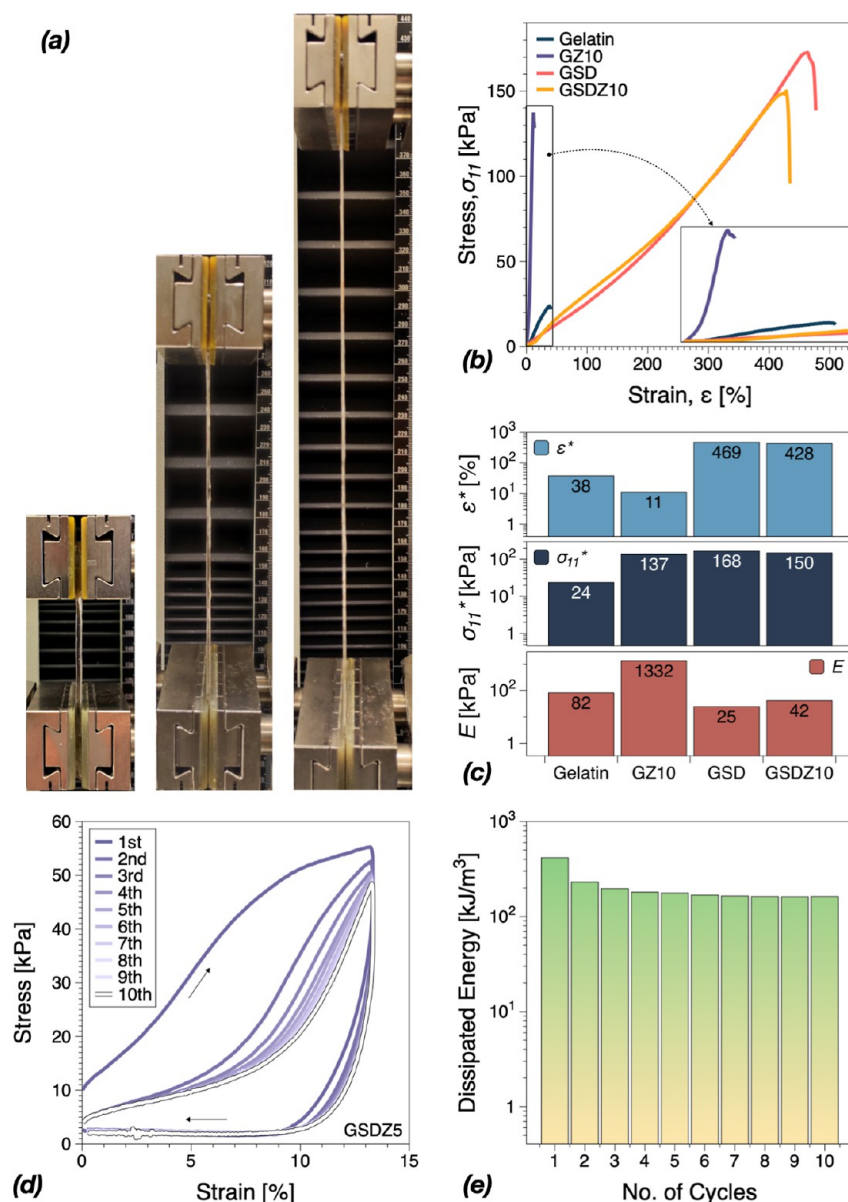 (a)
(b)
Gelatin
GZ10
GSD
GSDZ10
Stress, σ11 [kPa]
150
100
50
0
0 100 200 300 400 500
Strain, ε [%]
ε*
ε* [%]
10³
10²
10¹
1
38
11
469
428
σ11*
σ11* [kPa]
10²
10¹
1
24
137
168
150
E
E [kPa]
10²
1
82
1332
25
42
(c)
Gelatin GZ10 GSD GSDZ10
(d)
Stress [kPa]
60
50
40
30
20
10
0
1st
2nd
3rd
4th
5th
6th
7th
8th
9th
10th
GSDZ5
0 5 10 15
Strain [%]
(e)
Dissipated Energy [kJ/m³]
10³
10²
10¹
1
1 2 3 4 5 6 7 8 9 10
No. of Cycles